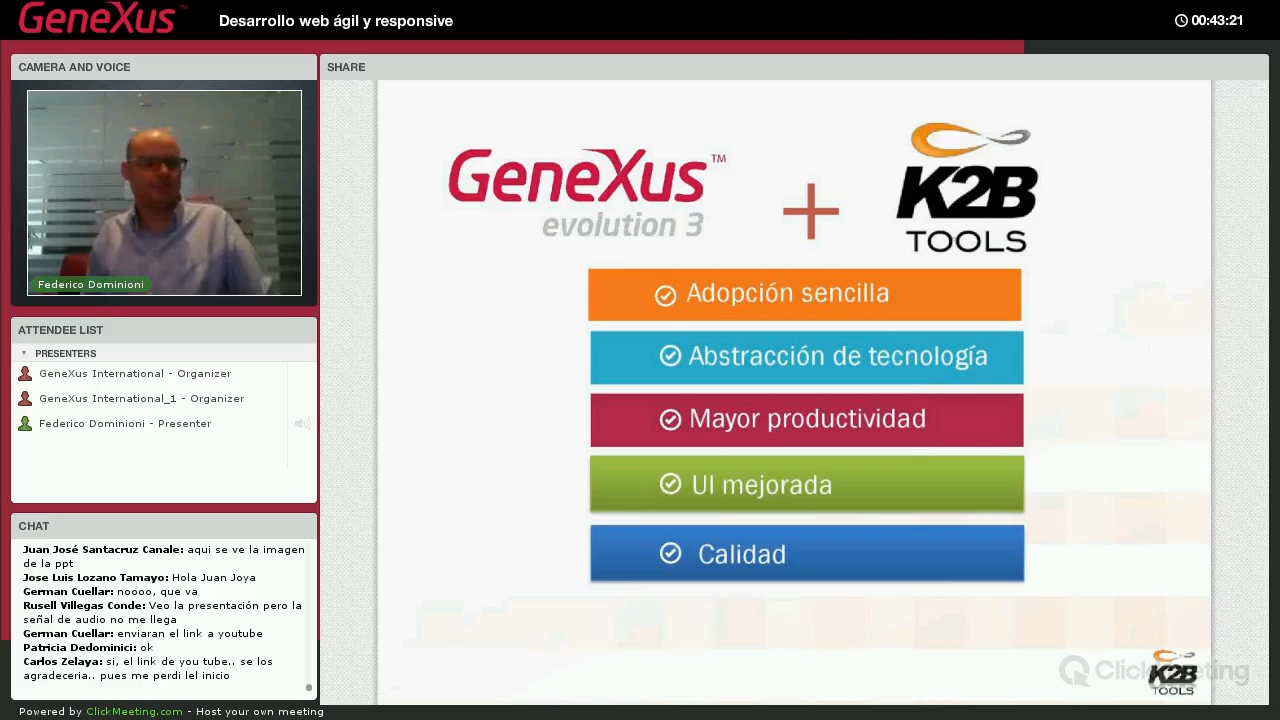 GeneXus™
Desarrollo web ágil y responsive
00:43:21
CAMERA AND VOICE
Federico Dominioni
ATTENDEE LIST
PRESENTERS
GeneXus International - Organizer
GeneXus International_1 - Organizer
Federico Dominioni - Presenter
CHAT
Juan José Santacruz Canale: aqui se ve la imagen
de la ppt
Jose Luis Lozano Tamayo: Hola Juan Joya
German Cuellar: noooo, que va
Rusell Villegas Conde: Veo la presentación pero la
señal de audio no me llega
German Cuellar: enviaran el link a youtube
Patricia Dedominici: ok
Carlos Zelaya: si, el link de youtube, se los
agradeceria pues me perdi el inicio
Powered by ClickMeeting.com - Host your own meeting
SHARE
GeneXus™
evolution 3
+
K2B
TOOLS
Adopción sencilla
Abstracción de tecnología
Mayor productividad
UI mejorada
Calidad
ClickMeeting
K2B
TOOLS